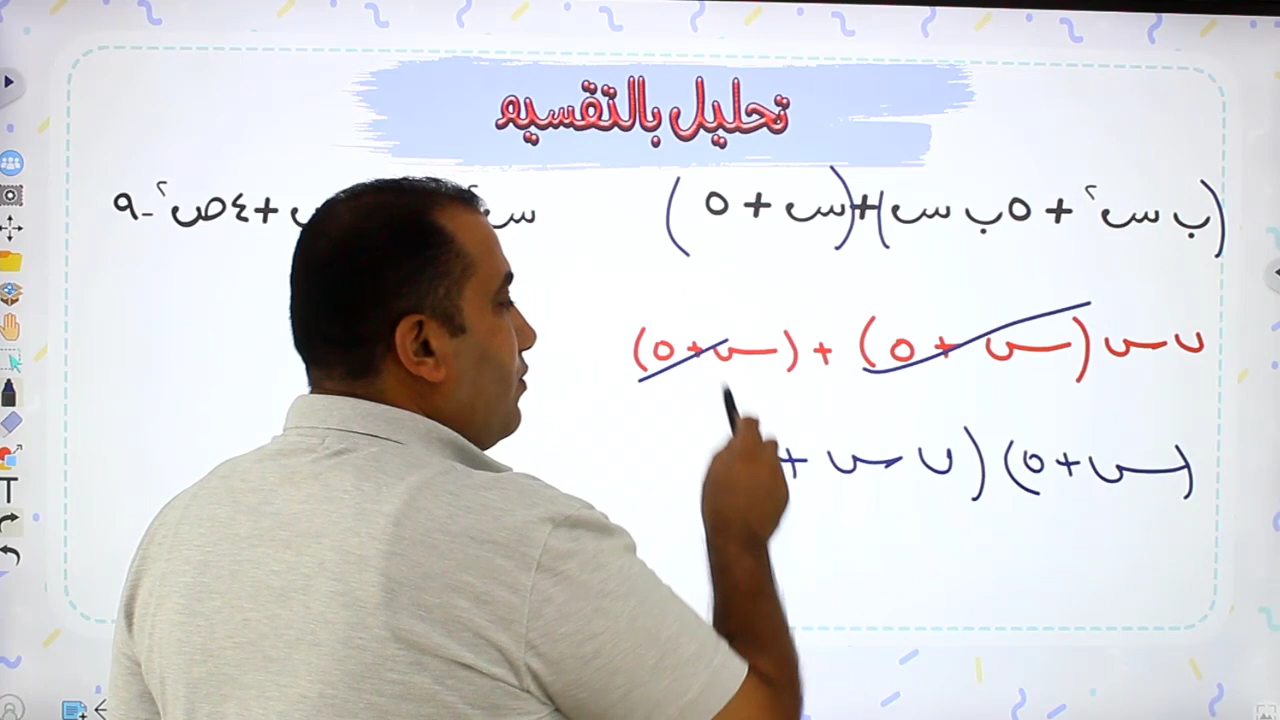 تحليل بالتقسيم
(ب س٢ + ٥ب س) + (س + ٥)
س٢ + ٤ص٢ -٩
ب س (س + ٥) + (س + ٥)
(س + ٥) (ب س +
T